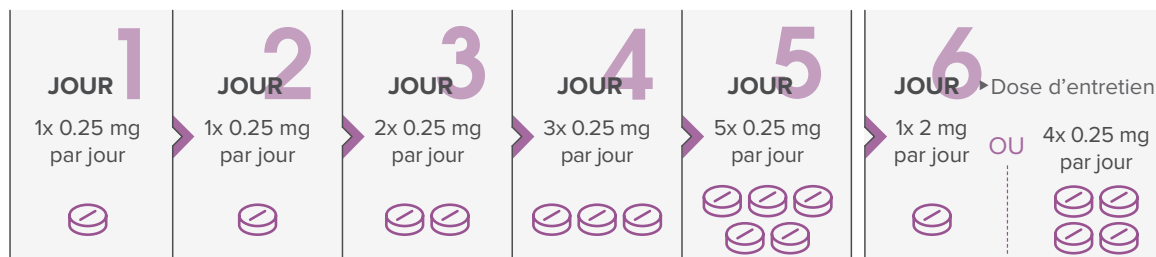 JOUR 1
1x 0.25 mg
par jour
JOUR 2
1x 0.25 mg
par jour
JOUR 3
2x 0.25 mg
par jour
JOUR 4
3x 0.25 mg
par jour
JOUR 5
5x 0.25 mg
par jour
JOUR 6 Dose d’entretien
1x 2 mg
par jour
OU
4x 0.25 mg
par jour